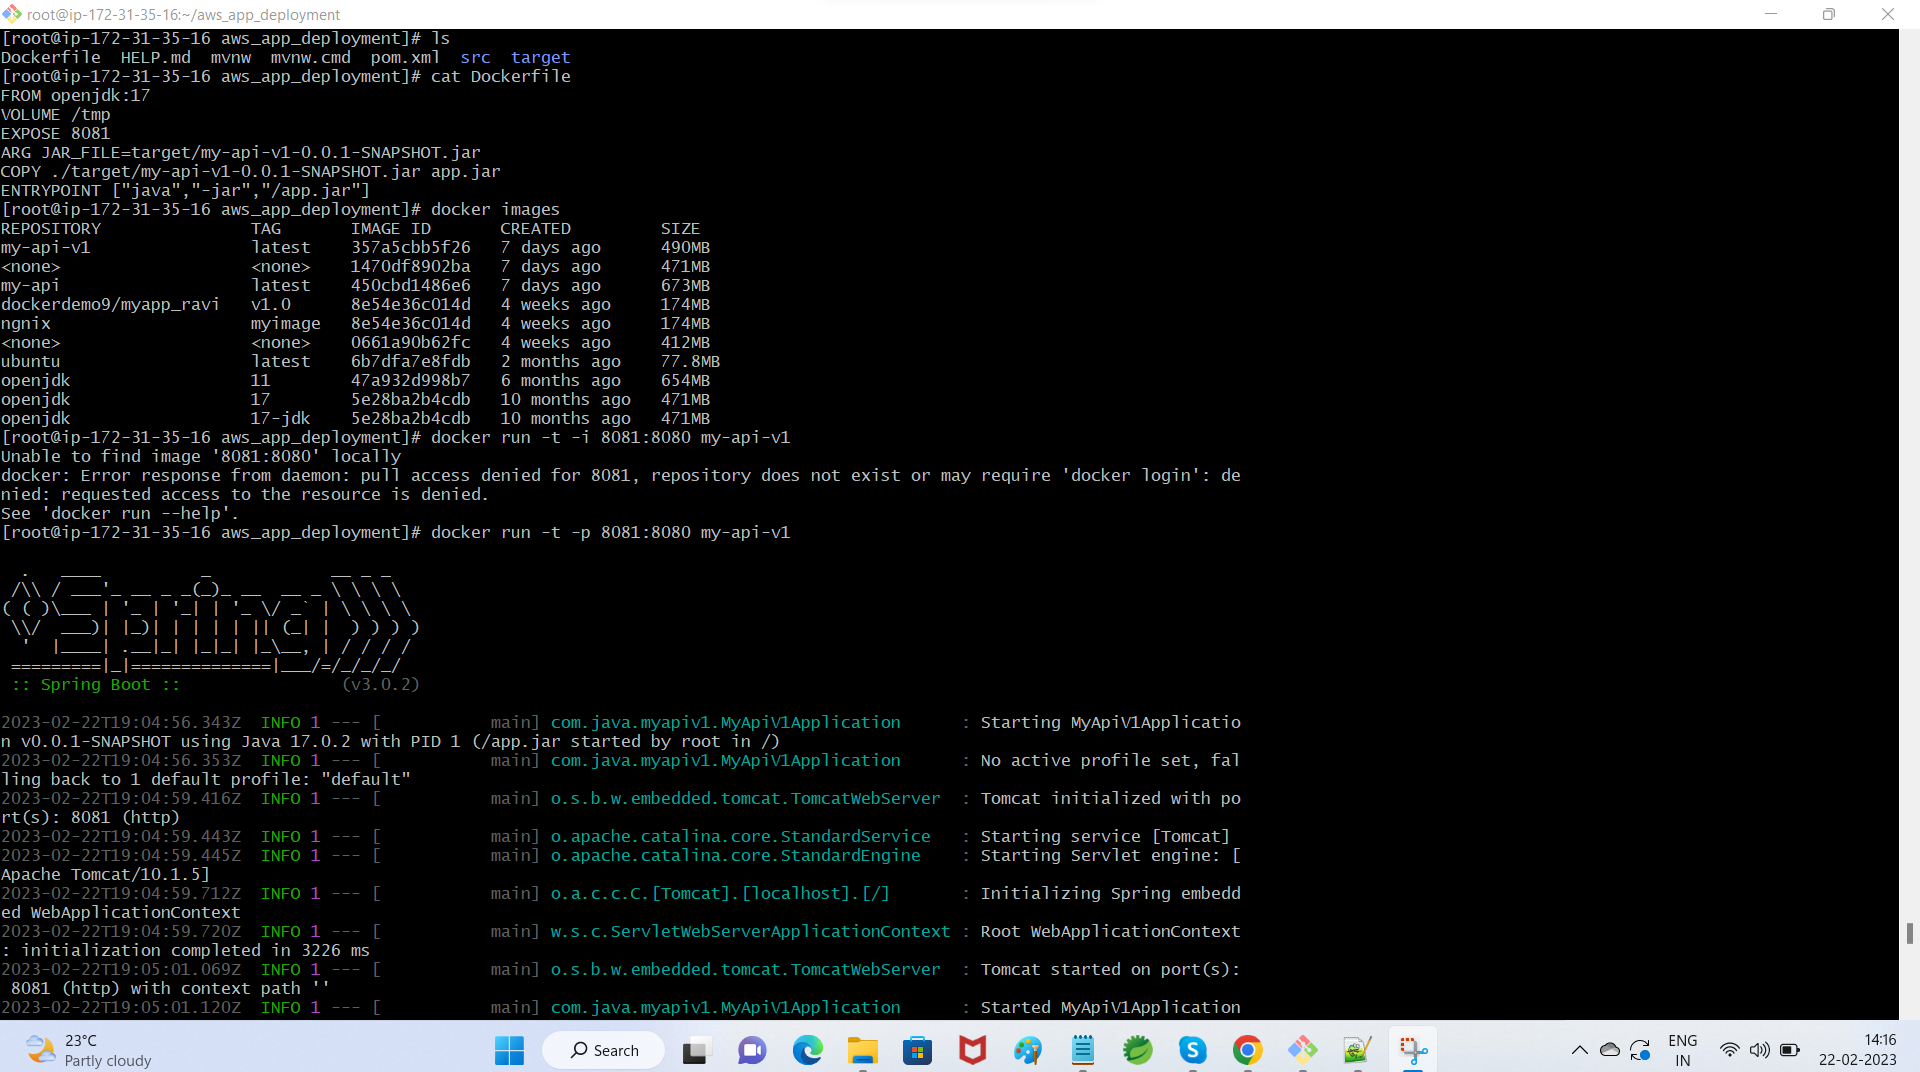 root@ip-172-31-35-16:~/aws_app_deployment
[root@ip-172-31-35-16 aws_app_deployment]# ls
Dockerfile  HELP.md  mvnw  mvnw.cmd  pom.xml  src  target
[root@ip-172-31-35-16 aws_app_deployment]# cat Dockerfile
FROM openjdk:17
VOLUME /tmp
EXPOSE 8081
ARG JAR_FILE=target/my-api-v1-0.0.1-SNAPSHOT.jar
COPY ./target/my-api-v1-0.0.1-SNAPSHOT.jar app.jar
ENTRYPOINT ["java","-jar","/app.jar"]
[root@ip-172-31-35-16 aws_app_deployment]# docker images
REPOSITORY               TAG       IMAGE ID       CREATED         SIZE
my-api-v1                latest    357a5cbb5f26   7 days ago      490MB
<none>                   <none>    1470df8902ba   7 days ago      471MB
my-api                   latest    450cbd1486e6   7 days ago      673MB
dockerdemo9/myapp_ravi   v1.0      8e54e36c014d   4 weeks ago     174MB
ngnix                    myimage   8e54e36c014d   4 weeks ago     174MB
<none>                   <none>    0661a90b62fc   4 weeks ago     412MB
ubuntu                   latest    6b7dfa7e8fdb   2 months ago    77.8MB
openjdk                  11        47a932d998b7   6 months ago    654MB
openjdk                  17        5e28ba2b4cdb   10 months ago   471MB
openjdk                  17-jdk    5e28ba2b4cdb   10 months ago   471MB
[root@ip-172-31-35-16 aws_app_deployment]# docker run -t -i 8081:8080 my-api-v1
Unable to find image '8081:8080' locally
docker: Error response from daemon: pull access denied for 8081, repository does not exist or may require 'docker login': de
nied: requested access to the resource is denied.
See 'docker run --help'.
[root@ip-172-31-35-16 aws_app_deployment]# docker run -t -p 8081:8080 my-api-v1
Spring
:: Spring Boot ::                (v3.0.2)
2023-02-22T19:04:56.343Z  INFO 1 --- [           main] com.java.myapiv1.MyApiV1Application      : Starting MyApiV1Applicatio
n v0.0.1-SNAPSHOT using Java 17.0.2 with PID 1 (/app.jar started by root in /)
2023-02-22T19:04:56.353Z  INFO 1 --- [           main] com.java.myapiv1.MyApiV1Application      : No active profile set, fal
ling back to 1 default profile: "default"
2023-02-22T19:04:59.416Z  INFO 1 --- [           main] o.s.b.w.embedded.tomcat.TomcatWebServer  : Tomcat initialized with po
rt(s): 8081 (http)
2023-02-22T19:04:59.443Z  INFO 1 --- [           main] o.apache.catalina.core.StandardService   : Starting service [Tomcat]
2023-02-22T19:04:59.445Z  INFO 1 --- [           main] o.apache.catalina.core.StandardEngine    : Starting Servlet engine: [
Apache Tomcat/10.1.5]
2023-02-22T19:04:59.712Z  INFO 1 --- [           main] o.a.c.c.C.[Tomcat].[localhost].[/]       : Initializing Spring embedd
ed WebApplicationContext
2023-02-22T19:04:59.720Z  INFO 1 --- [           main] w.s.c.ServletWebServerApplicationContext : Root WebApplicationContext
: initialization completed in 3226 ms
2023-02-22T19:05:01.069Z  INFO 1 --- [           main] o.s.b.w.embedded.tomcat.TomcatWebServer  : Tomcat started on port(s):
 8081 (http) with context path ''
2023-02-22T19:05:01.120Z  INFO 1 --- [           main] com.java.myapiv1.MyApiV1Application      : Started MyApiV1Application
23°C
Partly cloudy
Search
ENG
IN
14:16
22-02-2023